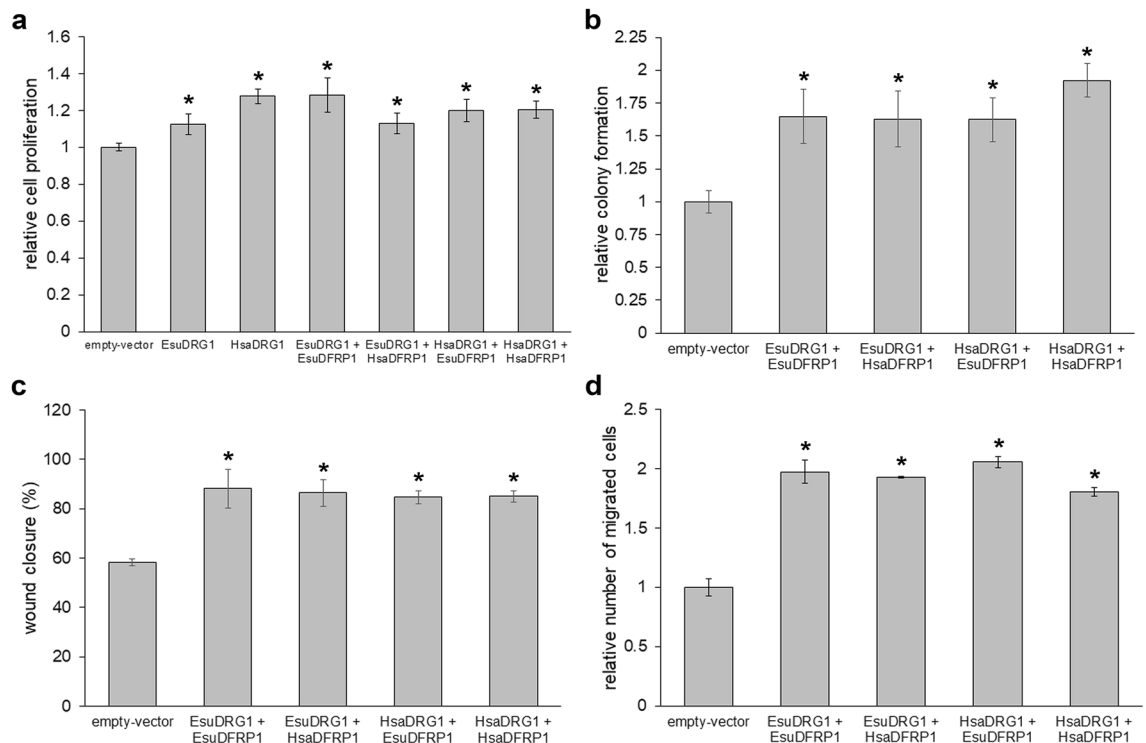 a
relative cell proliferation
1.6
1.4
1.2
1
0.8
0.6
0.4
0.2
0
* * * * * *
empty-vector EsuDRG1 HsaDRG1 EsuDRG1 + EsuDRG1 + HsaDRG1 + HsaDRG1 +
EsuDFRP1 HsaDFRP1 EsuDFRP1 HsaDFRP1
b
relative colony formation
2.25
2
1.75
1.5
1.25
1
0.75
0.5
0.25
0
* * * *
empty-vector EsuDRG1 + EsuDRG1 + HsaDRG1 + HsaDRG1 +
EsuDFRP1 HsaDFRP1 EsuDFRP1 HsaDFRP1
c
wound closure (%)
120
100
80
60
40
20
0
* * * *
empty-vector EsuDRG1 + EsuDRG1 + HsaDRG1 + HsaDRG1 +
EsuDFRP1 HsaDFRP1 EsuDFRP1 HsaDFRP1
d
relative number of migrated cells
2.5
2
1.5
1
0.5
0
* * * *
empty-vector EsuDRG1 + EsuDRG1 + HsaDRG1 + HsaDRG1 +
EsuDFRP1 HsaDFRP1 EsuDFRP1 HsaDFRP1